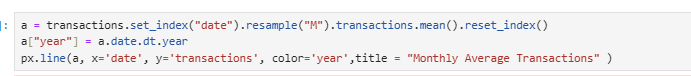 ]: a = transactions.set_index("date").resample("M").transactions.mean().reset_index()
a["year"] = a.date.dt.year
px.line(a, x='date', y='transactions', color='year',title = "Monthly Average Transactions" )